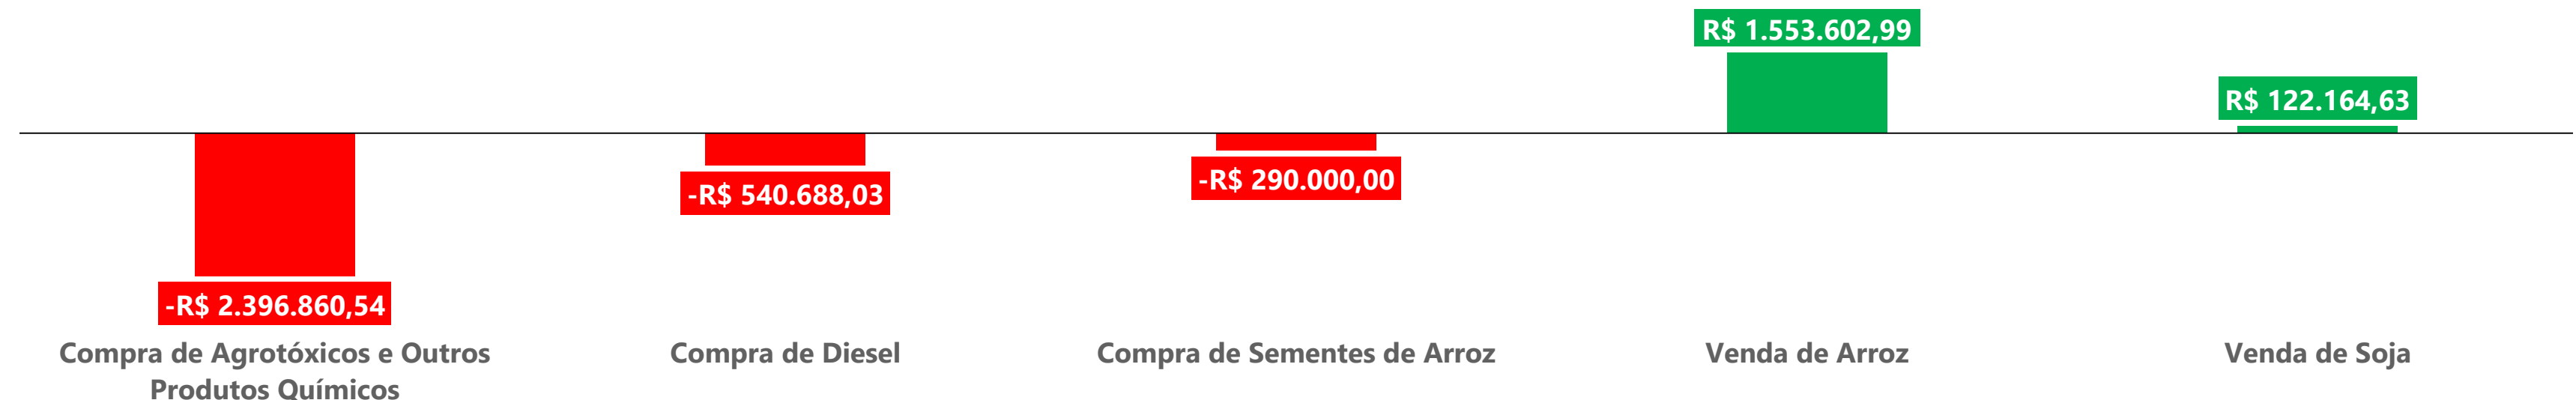 R$ 1.553.602,99
R$ 122.164,63
-R$ 290.000,00
-R$ 540.688,03
-R$ 2.396.860,54
Compra de Agrotóxicos e Outros
Produtos Químicos
Compra de Diesel
Compra de Sementes de Arroz
Venda de Arroz
Venda de Soja